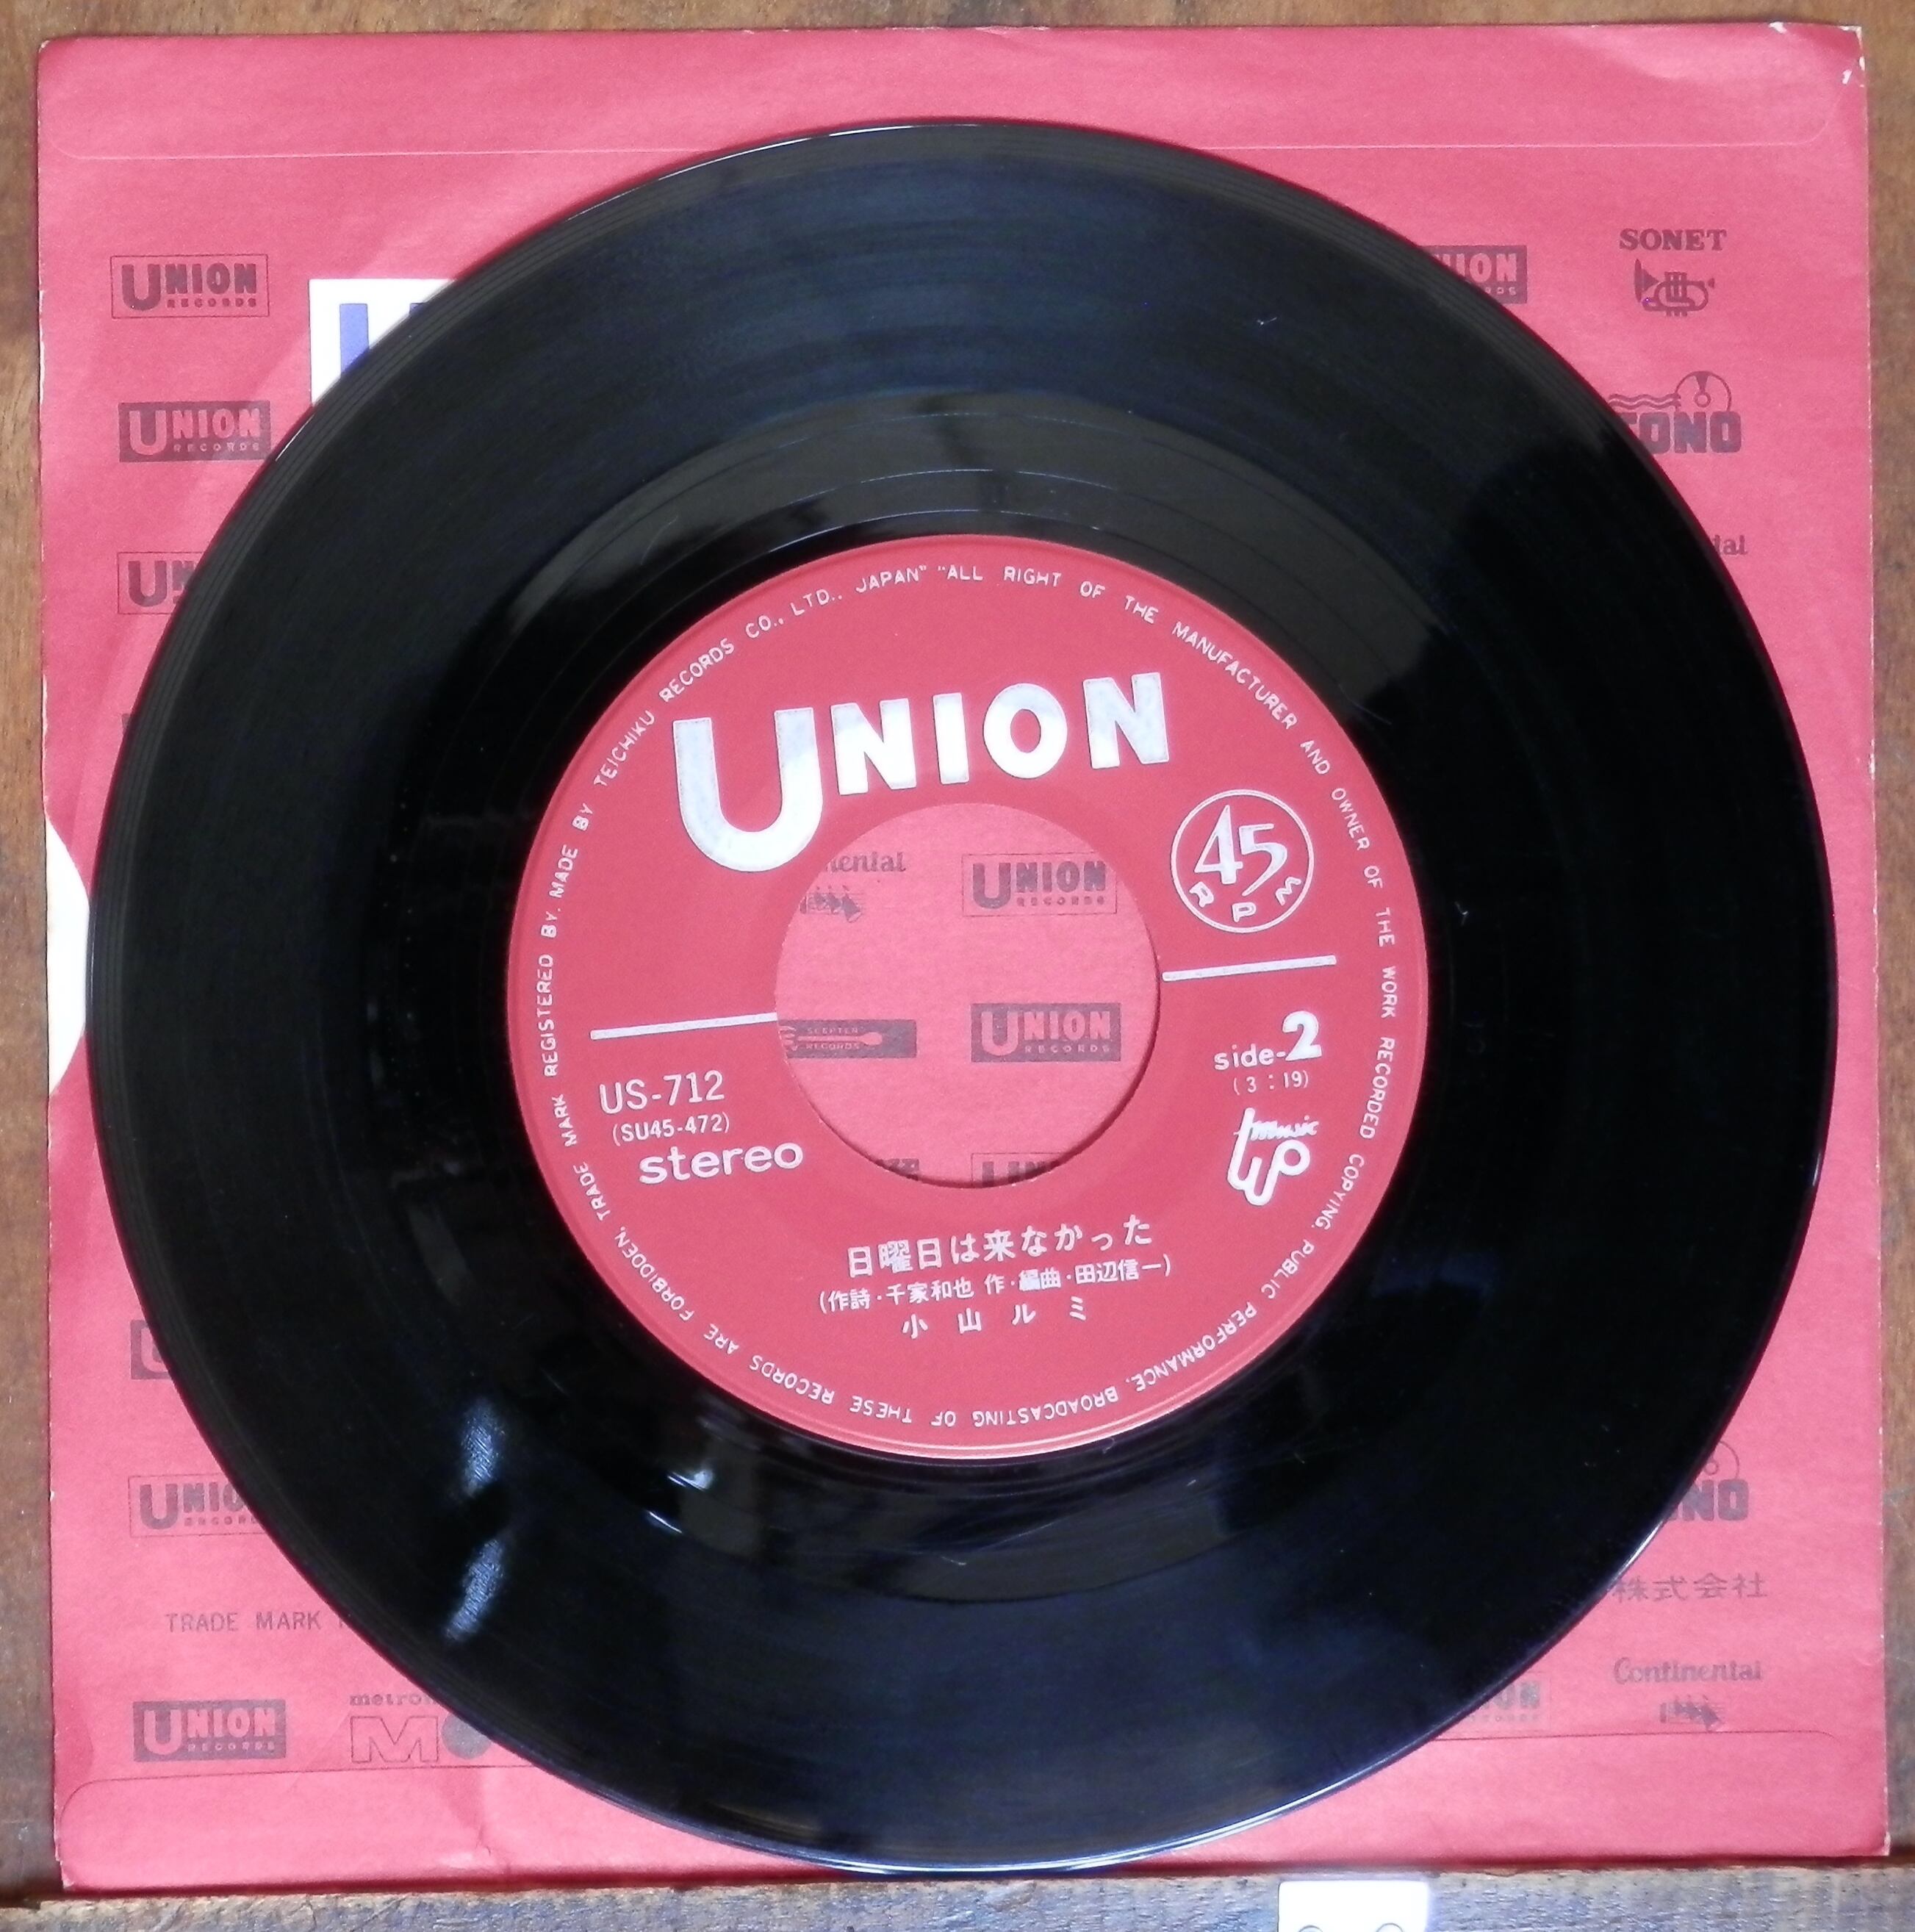 UNION
RECORDS
UNION
RECORDS
SONET
TRADE MARK
UNION
RECORDS
Continental
株式会社
UNION
45
RPM
UNION
RECORDS
SCEPTER
RECORDS
UNION
RECORDS
US-712
(SU45-472)
stereo
side-2
(3:19)
music
日曜日は来なかった
(作詩・千家和也 作・編曲・田辺信一)
小山ルミ
TRADE MARK REGISTERED BY. MADE BY TEICHIKU RECORDS CO., LTD., JAPAN" "ALL RIGHT OF THE MANUFACTURER AND OWNER OF THE WORK RECORDED COPYING, PUBLIC PERFORMANCE, BROADCASTING OF THESE RECORDS ARE FORBIDDEN,